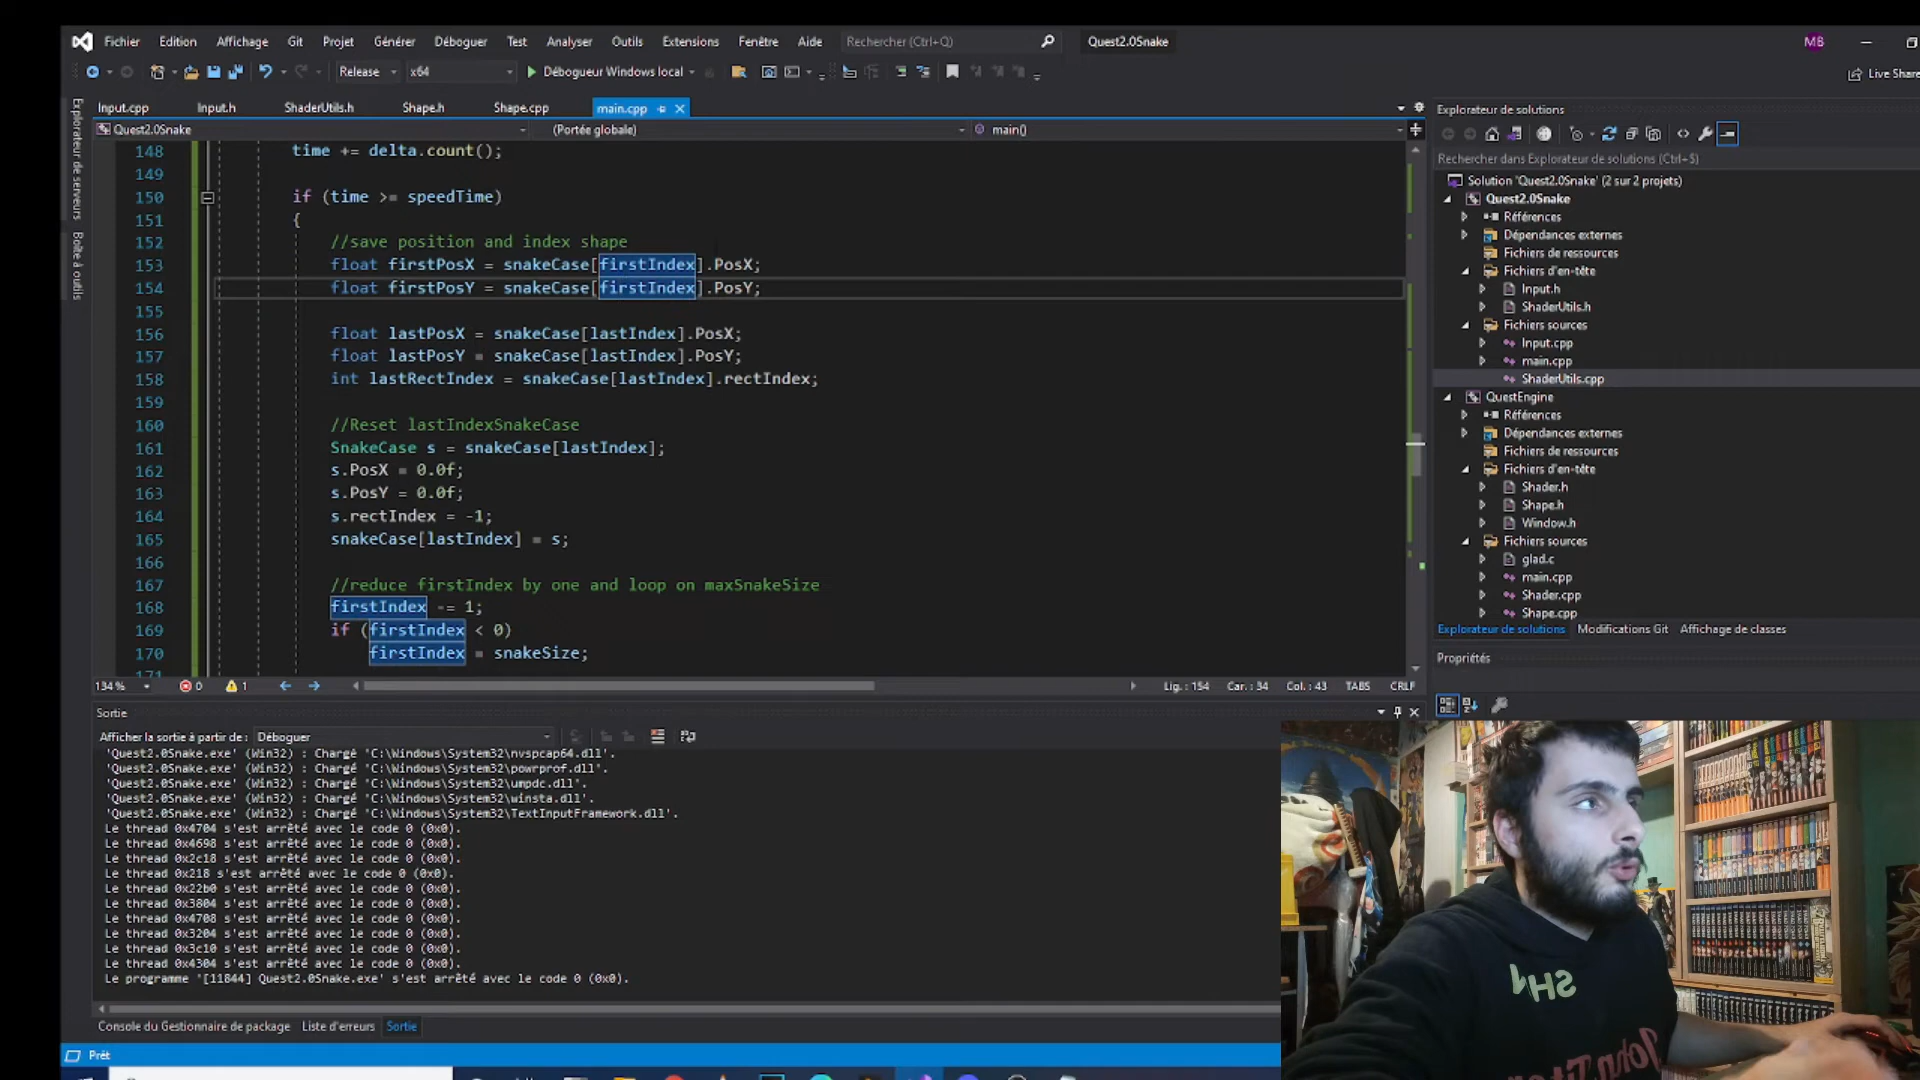 Fichier Edition Affichage Git Projet Générer Déboguer Test Analyser Outils Extensions Fenêtre Aide Rechercher (Ctrl+Q) Quest2.0Snake MB
Release x64 Débogueur Windows local Live Share
Explorateur de serveurs
Boîte à outils
Input.cpp Input.h ShaderUtils.h Shape.h Shape.cpp main.cpp
Quest2.0Snake (Portée globale) main()
148 time += delta.count();
149
150 if (time >= speedTime)
151 {
152 //save position and index shape
153 float firstPosX = snakeCase[firstIndex].PosX;
154 float firstPosY = snakeCase[firstIndex].PosY;
155
156 float lastPosX = snakeCase[lastIndex].PosX;
157 float lastPosY = snakeCase[lastIndex].PosY;
158 int lastRectIndex = snakeCase[lastIndex].rectIndex;
159
160 //Reset lastIndexSnakeCase
161 SnakeCase s = snakeCase[lastIndex];
162 s.PosX = 0.0f;
163 s.PosY = 0.0f;
164 s.rectIndex = -1;
165 snakeCase[lastIndex] = s;
166
167 //reduce firstIndex by one and loop on maxSnakeSize
168 firstIndex -= 1;
169 if (firstIndex < 0)
170 firstIndex = snakeSize;
171
134 % 0 1 Lig. : 154 Car. : 34 Col. : 43 TABS CRLF
Explorateur de solutions
Rechercher dans Explorateur de solutions (Ctrl+$)
Solution 'Quest2.0Snake' (2 sur 2 projets)
Quest2.0Snake
Références
Dépendances externes
Fichiers de ressources
Fichiers d'en-tête
Input.h
ShaderUtils.h
Fichiers sources
Input.cpp
main.cpp
ShaderUtils.cpp
QuestEngine
Références
Dépendances externes
Fichiers de ressources
Fichiers d'en-tête
Shader.h
Shape.h
Window.h
Fichiers sources
glad.c
main.cpp
Shader.cpp
Shape.cpp
Explorateur de solutions Modifications Git Affichage de classes
Propriétés
Sortie
Afficher la sortie à partir de : Déboguer
'Quest2.0Snake.exe' (Win32) : Chargé 'C:\Windows\System32\nvspcap64.dll'.
'Quest2.0Snake.exe' (Win32) : Chargé 'C:\Windows\System32\powrprof.dll'.
'Quest2.0Snake.exe' (Win32) : Chargé 'C:\Windows\System32\umpdc.dll'.
'Quest2.0Snake.exe' (Win32) : Chargé 'C:\Windows\System32\winsta.dll'.
'Quest2.0Snake.exe' (Win32) : Chargé 'C:\Windows\System32\TextInputFramework.dll'.
Le thread 0x4704 s'est arrêté avec le code 0 (0x0).
Le thread 0x4698 s'est arrêté avec le code 0 (0x0).
Le thread 0x2c18 s'est arrêté avec le code 0 (0x0).
Le thread 0x218 s'est arrêté avec le code 0 (0x0).
Le thread 0x22b0 s'est arrêté avec le code 0 (0x0).
Le thread 0x3804 s'est arrêté avec le code 0 (0x0).
Le thread 0x4708 s'est arrêté avec le code 0 (0x0).
Le thread 0x3204 s'est arrêté avec le code 0 (0x0).
Le thread 0x3c10 s'est arrêté avec le code 0 (0x0).
Le thread 0x4304 s'est arrêté avec le code 0 (0x0).
Le programme '[11844] Quest2.0Snake.exe' s'est arrêté avec le code 0 (0x0).
Console du Gestionnaire de package Liste d'erreurs Sortie
Prêt